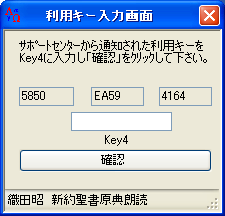 利用キー入力画面
サポートセンターから通知された利用キーを
Key4に入力し「確認」をクリックして下さい。
5850 EA59 4164
Key4
確認
織田昭 新約聖書原典朗読